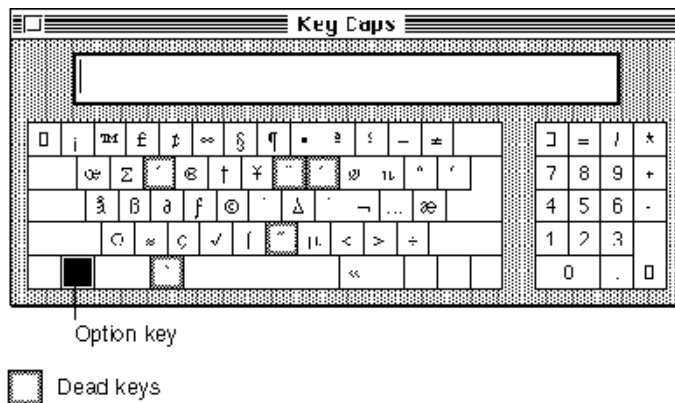 Key Caps
¡ ™ £ ¢ ∞ § ¶ • ª º – ≠ = / *
œ Σ ´ ® † ¥ ¨ ˆ ø π “ ‘ 7 8 9 +
å ß ∂ ƒ © ˙ ∆ ˚ ¬ … æ 4 5 6 -
Ω ≈ ç √ ∫ ˜ µ < > ÷ 1 2 3
` « 0 .
Option key
Dead keys